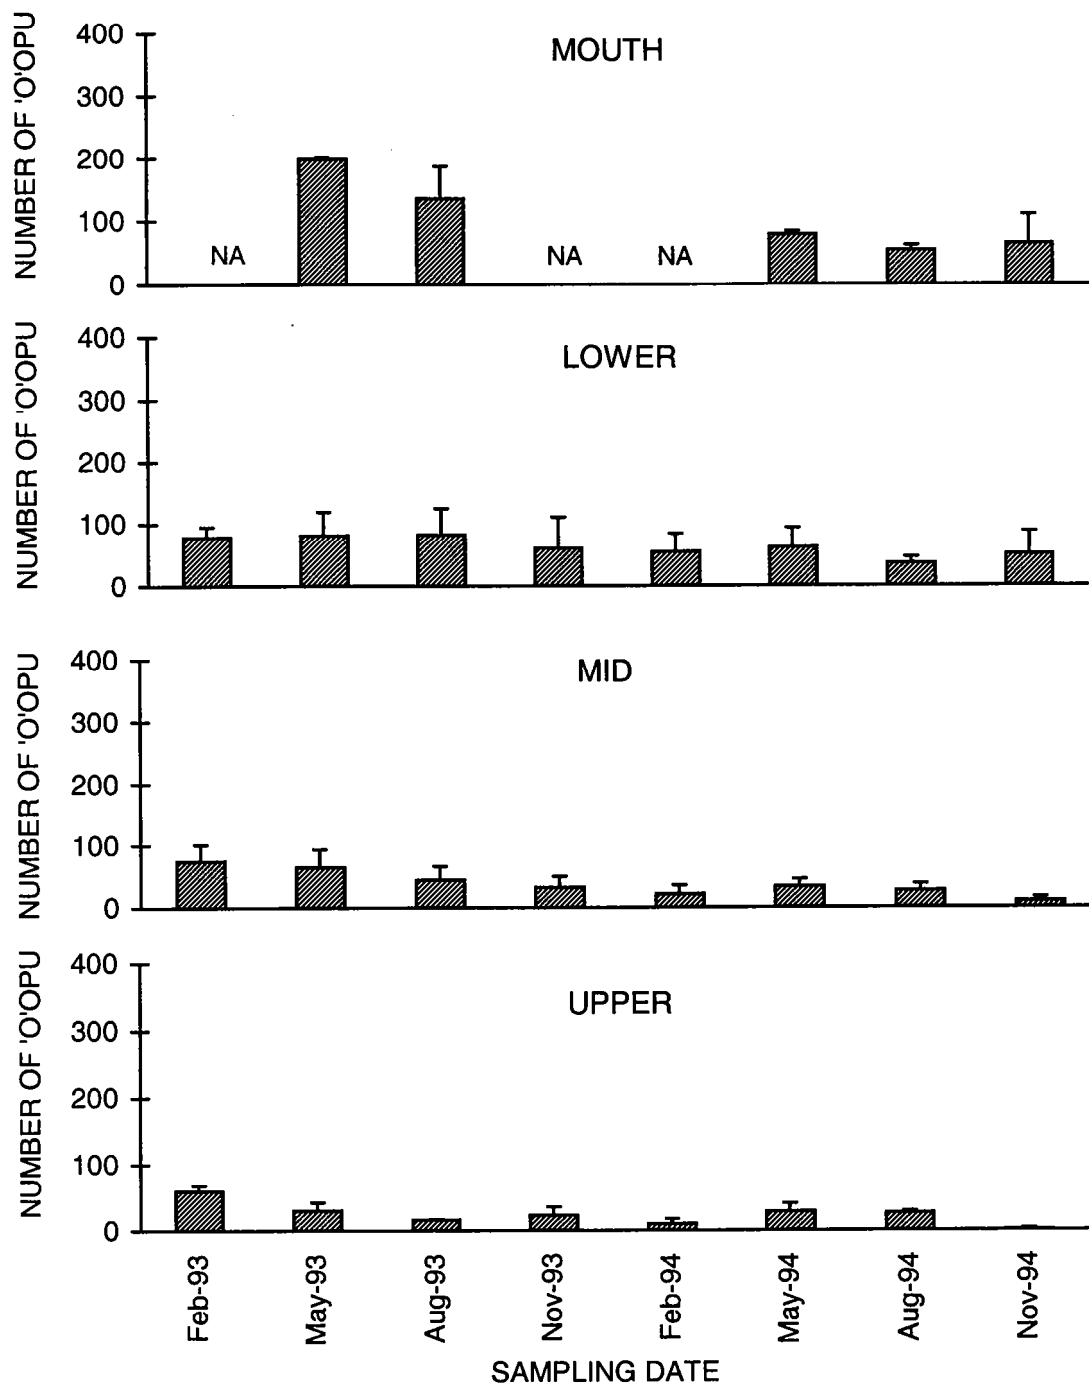 MOUTH
NUMBER OF 'O'OPU
400
300
200
100
0
NA
NA
NA
LOWER
NUMBER OF 'O'OPU
400
300
200
100
0
MID
NUMBER OF 'O'OPU
400
300
200
100
0
UPPER
NUMBER OF 'O'OPU
400
300
200
100
0
Feb-93
May-93
Aug-93
Nov-93
Feb-94
May-94
Aug-94
Nov-94
SAMPLING DATE